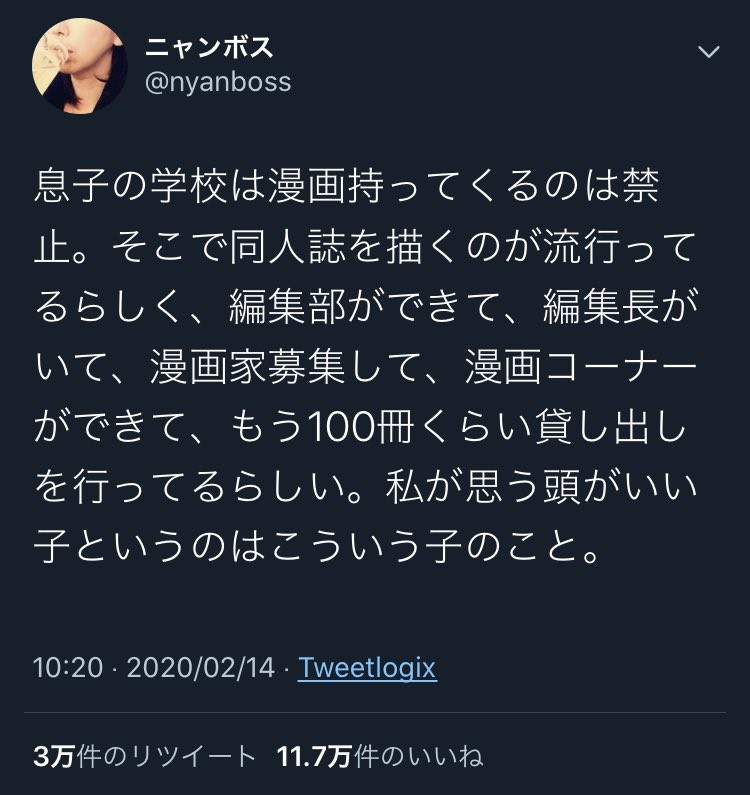 ニャンボス
@nyanboss
息子の学校は漫画持ってくるのは禁
止。そこで同人誌を描くのが流行って
るらしく、編集部ができて、編集長が
いて、漫画家募集して、漫画コーナー
ができて、もう100冊くらい貸し出し
を行ってるらしい。私が思う頭がいい
子というのはこういう子のこと。
10:20 · 2020/02/14 · Tweetlogix
3万件のリツイート 11.7万件のいいね